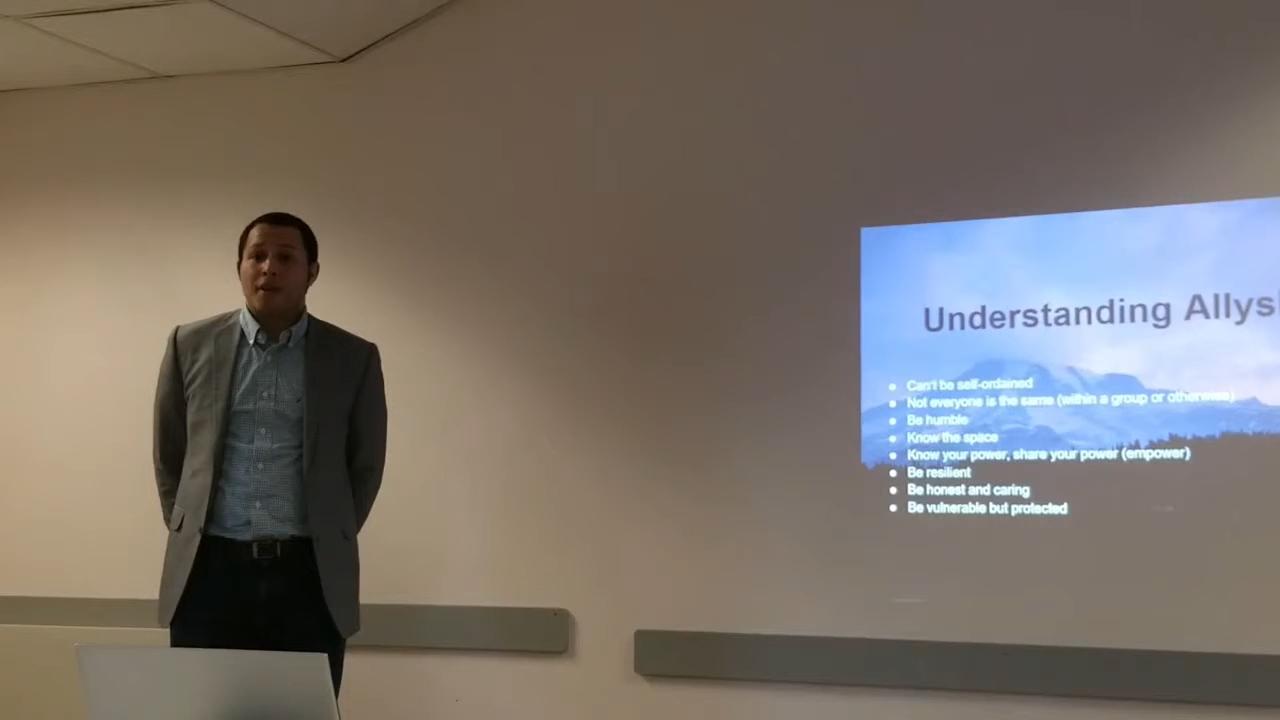 Understanding Allys
Can't be self-ordained
Not everyone is the same (within a group or otherwise)
Be humble
Know the space
Know your power, share your power (empower)
Be resilient
Be honest and caring
Be vulnerable but protected